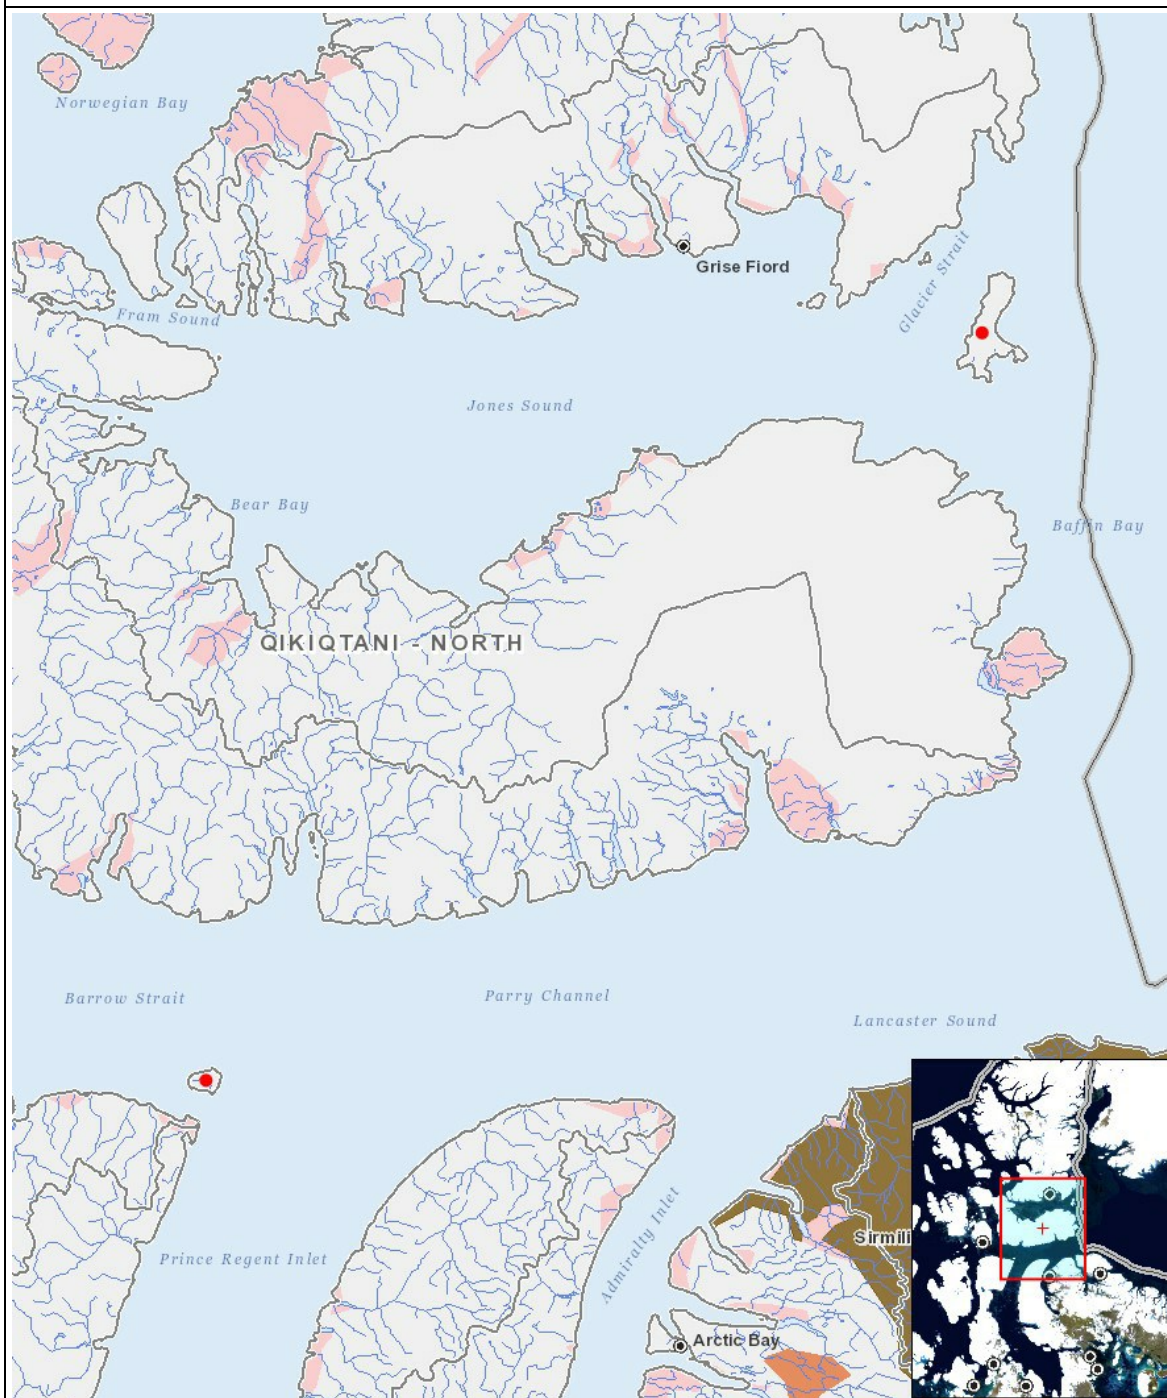 Norwegian Bay
Grise Fiord
Glacier Strait
Fram Sound
Jones Sound
Bear Bay
Baffin Bay
QIKIQTANI - NORTH
Barrow Strait
Parry Channel
Lancaster Sound
Admiralty Inlet
Sirmili
Prince Regent Inlet
Arctic Bay